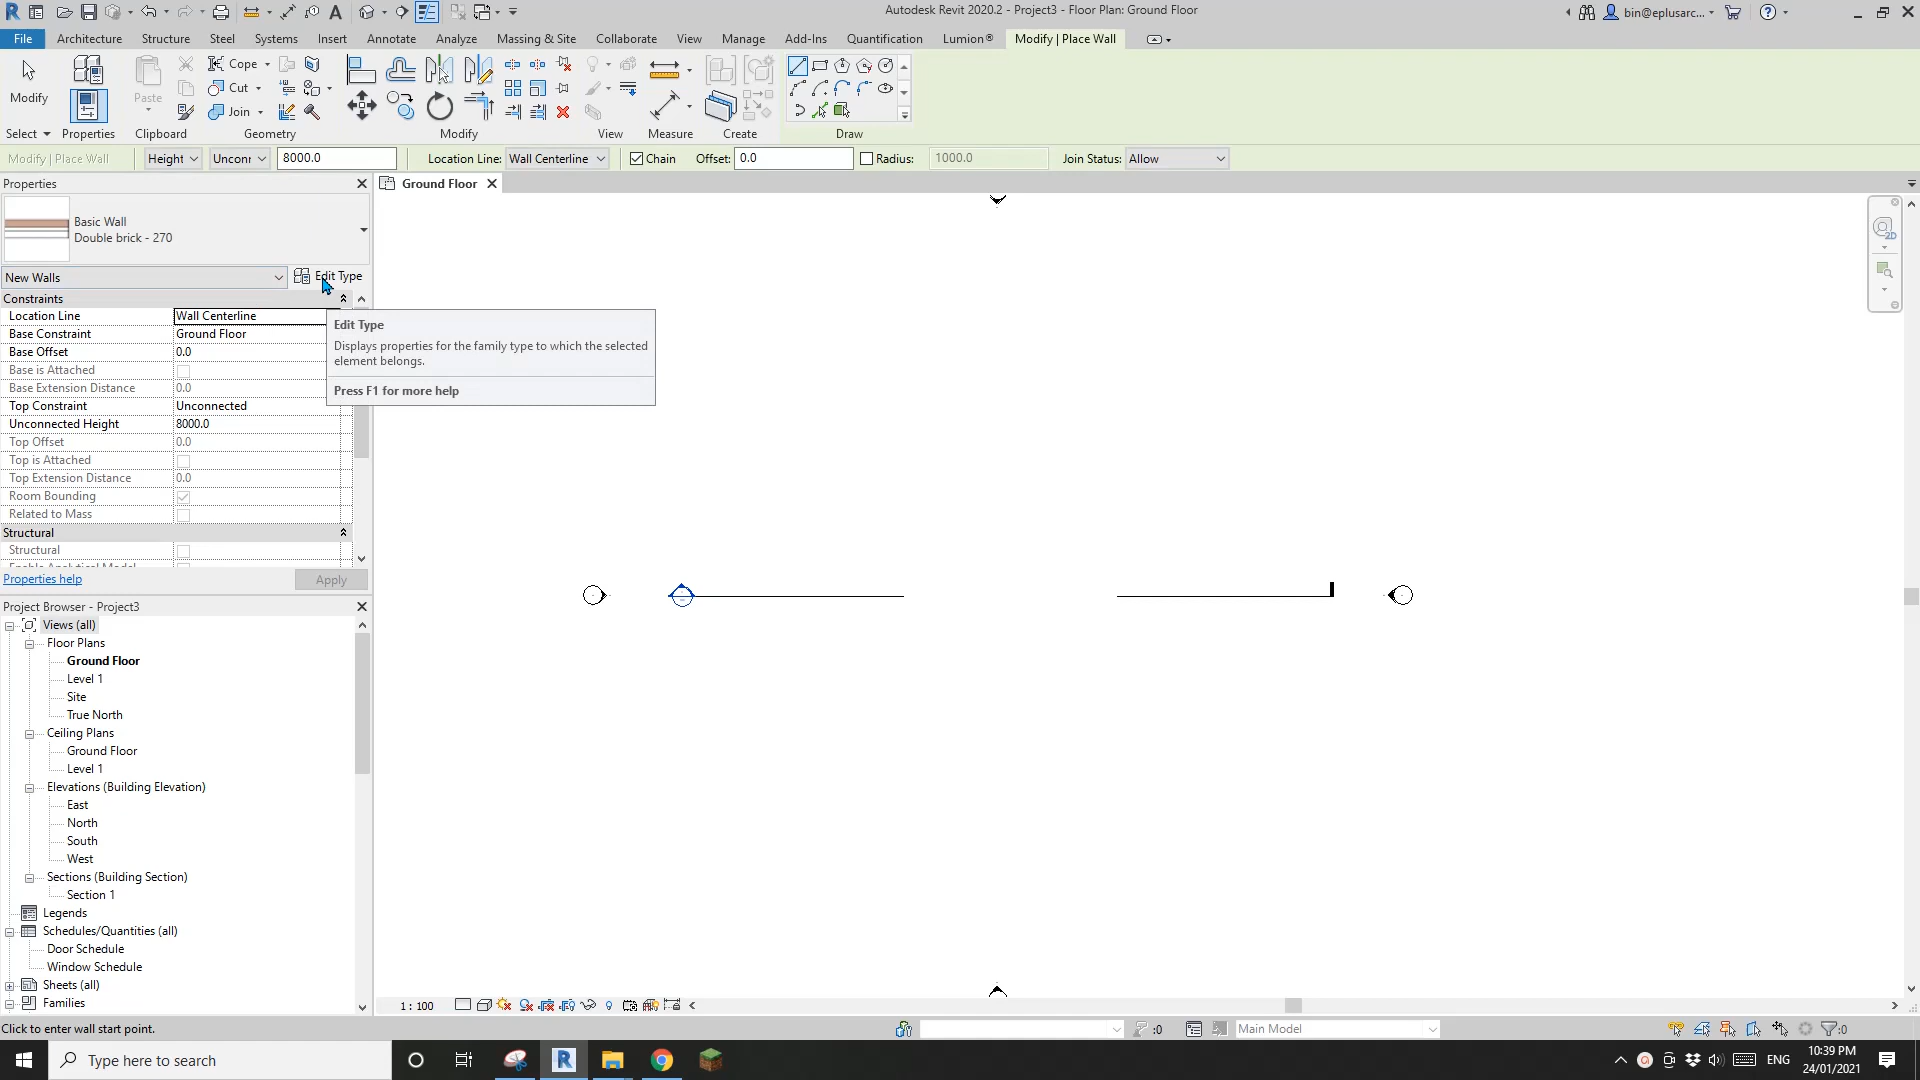 Autodesk Revit 2020.2 - Project3 - Floor Plan: Ground Floor
bin@eplusarc...
File Architecture Structure Steel Systems Insert Annotate Analyze Massing & Site Collaborate View Manage Add-Ins Quantification Lumion® Modify | Place Wall
Modify
Paste
Cope
Cut
Join
Select Properties Clipboard Geometry Modify View Measure Create Draw
Modify | Place Wall Height Unconr 8000.0 Location Line: Wall Centerline Chain Offset: 0.0 Radius: 1000.0 Join Status: Allow
Properties
Ground Floor
Basic Wall
Double brick - 270
New Walls
Edit Type
Constraints
Location Line Wall Centerline
Base Constraint Ground Floor
Base Offset 0.0
Base is Attached
Base Extension Distance 0.0
Top Constraint Unconnected
Unconnected Height 8000.0
Top Offset 0.0
Top is Attached
Top Extension Distance 0.0
Room Bounding
Related to Mass
Structural
Structural
Enable Analytical Model
Properties help
Apply
Edit Type
Displays properties for the family type to which the selected
element belongs.
Press F1 for more help
Project Browser - Project3
Views (all)
Floor Plans
Ground Floor
Level 1
Site
True North
Ceiling Plans
Ground Floor
Level 1
Elevations (Building Elevation)
East
North
South
West
Sections (Building Section)
Section 1
Legends
Schedules/Quantities (all)
Door Schedule
Window Schedule
Sheets (all)
Families
1 : 100
2D
Click to enter wall start point.
:0
Main Model
:0
Type here to search
ENG
10:39 PM
24/01/2021